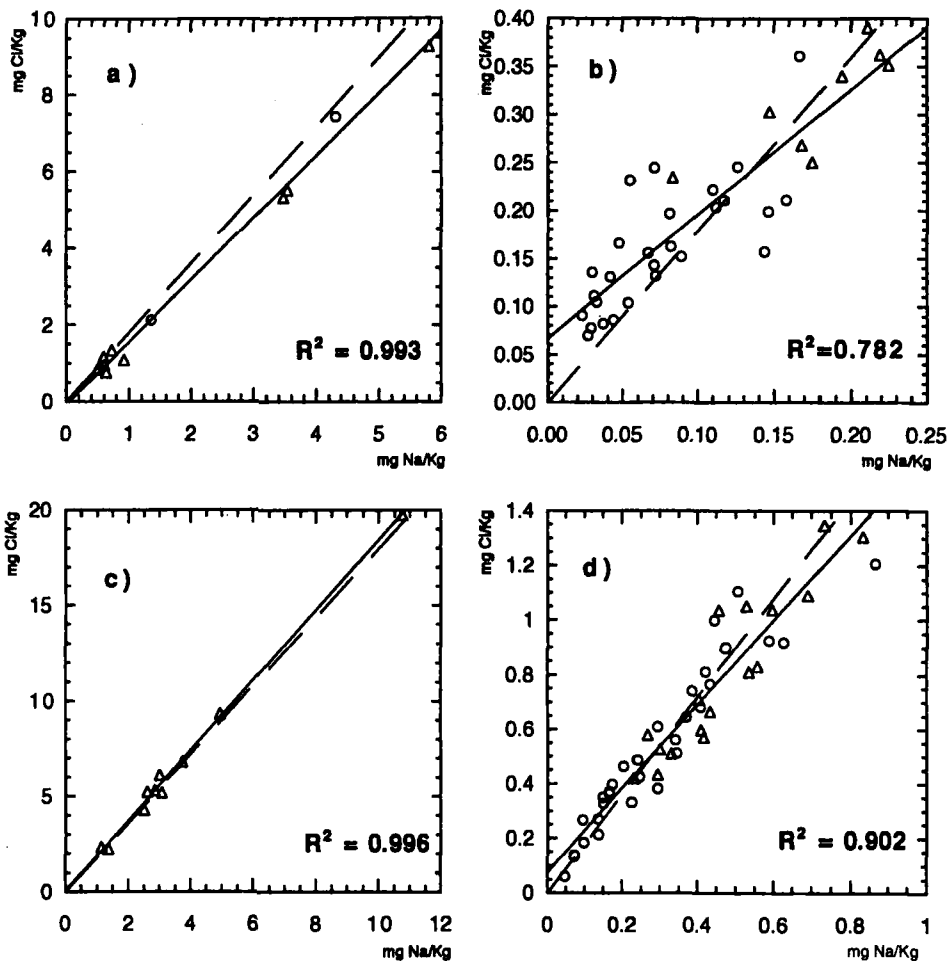 mg Cl/Kg
10
8
6
4
2
0
a)
R² = 0.993
0 1 2 3 4 5 6
mg Na/Kg
mg Cl/Kg
0.40
0.35
0.30
0.25
0.20
0.15
0.10
0.05
0.00
b)
R²=0.782
0.00 0.05 0.10 0.15 0.20 0.25
mg Na/Kg
mg Cl/Kg
20
15
10
5
0
c)
R² = 0.996
0 2 4 6 8 10 12
mg Na/Kg
mg Cl/Kg
1.4
1.2
1
0.8
0.6
0.4
0.2
0
d)
R² = 0.902
0 0.2 0.4 0.6 0.8 1
mg Na/Kg